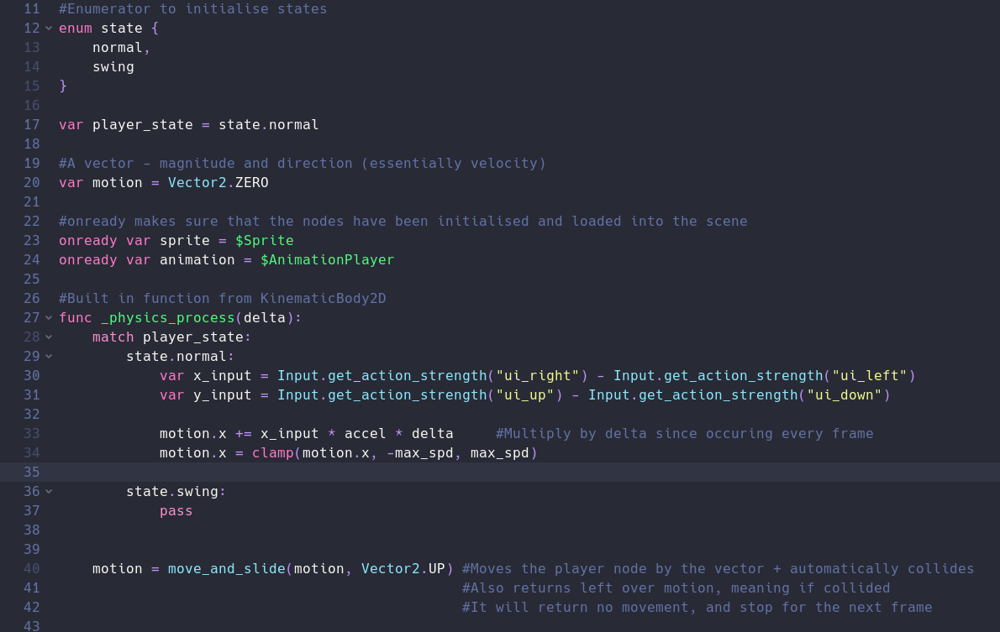 11 #Enumerator to initialise states
12 enum state {
13     normal,
14     swing
15 }
16
17 var player_state = state.normal
18
19 #A vector - magnitude and direction (essentially velocity)
20 var motion = Vector2.ZERO
21
22 #onready makes sure that the nodes have been initialised and loaded into the scene
23 onready var sprite = $Sprite
24 onready var animation = $AnimationPlayer
25
26 #Built in function from KinematicBody2D
27 func _physics_process(delta):
28     match player_state:
29         state.normal:
30             var x_input = Input.get_action_strength("ui_right") - Input.get_action_strength("ui_left")
31             var y_input = Input.get_action_strength("ui_up") - Input.get_action_strength("ui_down")
32
33             motion.x += x_input * accel * delta     #Multiply by delta since occuring every frame
34             motion.x = clamp(motion.x, -max_spd, max_spd)
35
36         state.swing:
37             pass
38
39
40     motion = move_and_slide(motion, Vector2.UP) #Moves the player node by the vector + automatically collides
41                                                 #Also returns left over motion, meaning if collided
42                                                 #It will return no movement, and stop for the next frame
43